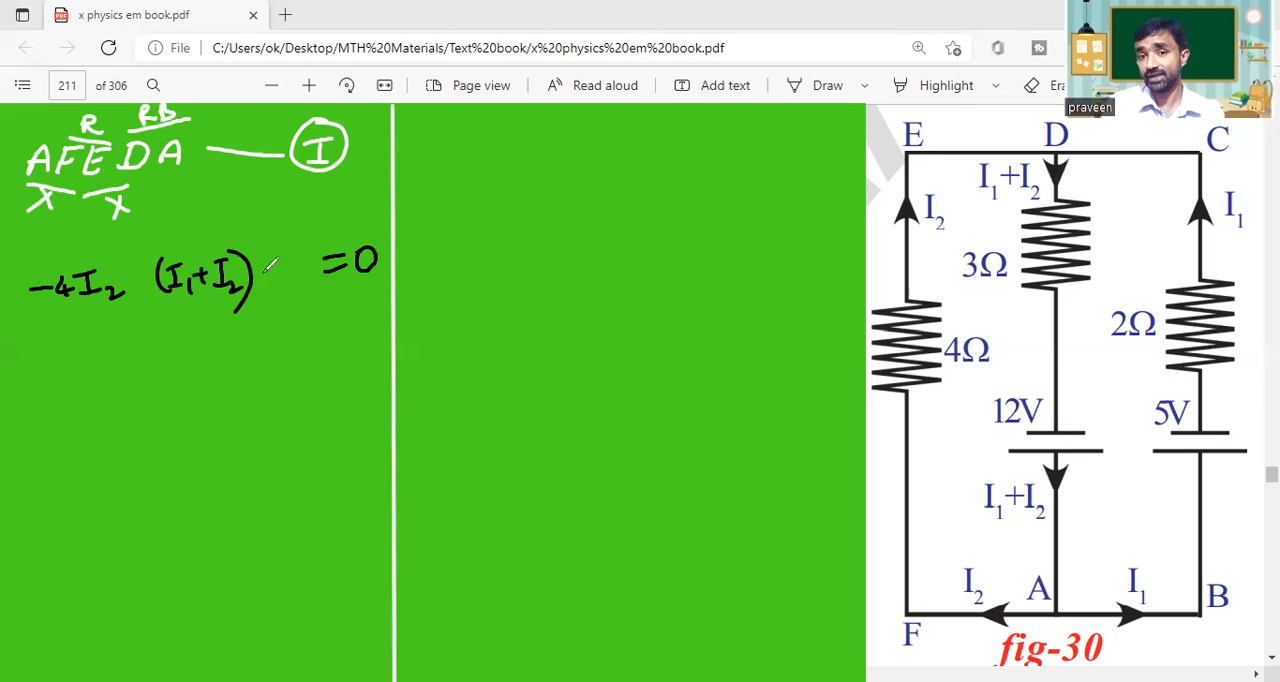 x physics em book.pdf
File C:/Users/ok/Desktop/MTH%20Materials/Text%20book/x%20physics%20em%20book.pdf
211 of 306 Page view Read aloud Add text Draw Highlight Era
praveen
R RB
AFEDA — I
X X
-4I₂ (I₁+I₂) =0
E D C
I₁+I₂
I₂ I₁
3Ω
2Ω
4Ω
12V 5V
I₁+I₂
I₂ A I₁ B
F
fig-30